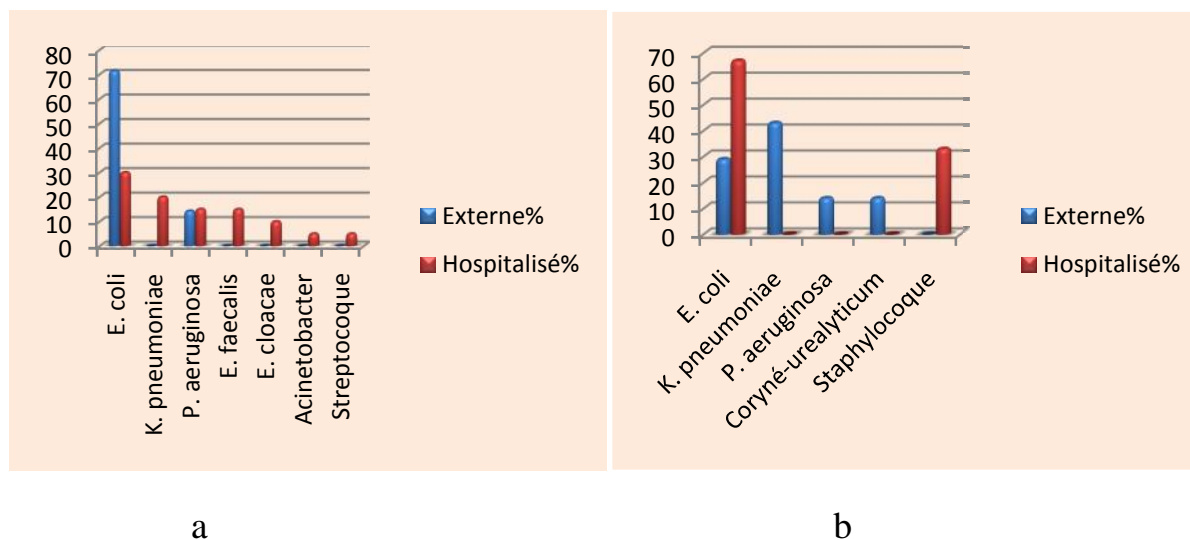 80
70
60
50
40
30
20
10
0
E. coli
K. pneumoniae
P. aeruginosa
E. faecalis
E. cloacae
Acinetobacter
Streptocoque
Externe%
Hospitalisé%
a
70
60
50
40
30
20
10
0
E. coli
K. pneumoniae
P. aeruginosa
Coryné-urealyticum
Staphylocoque
Externe%
Hospitalisé%
b